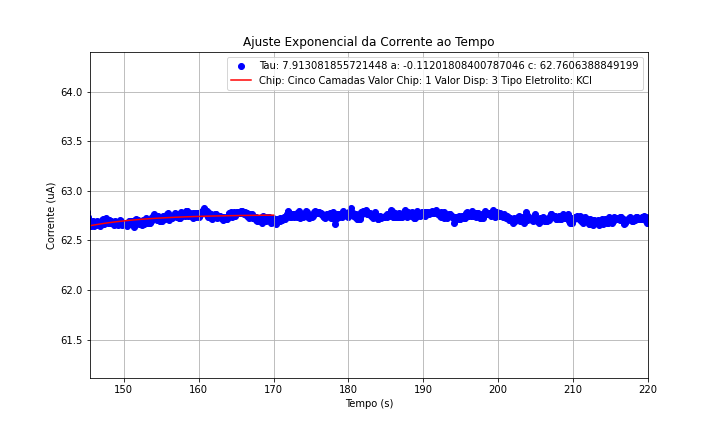 Ajuste Exponencial da Corrente ao Tempo
Tau: 7.913081855721448 a: -0.11201808400787046 c: 62.7606388849199
Chip: Cinco Camadas Valor Chip: 1 Valor Disp: 3 Tipo Eletrolito: KCl
64.0
63.5
63.0
62.5
62.0
61.5
Corrente (uA)
150 160 170 180 190 200 210 220
Tempo (s)